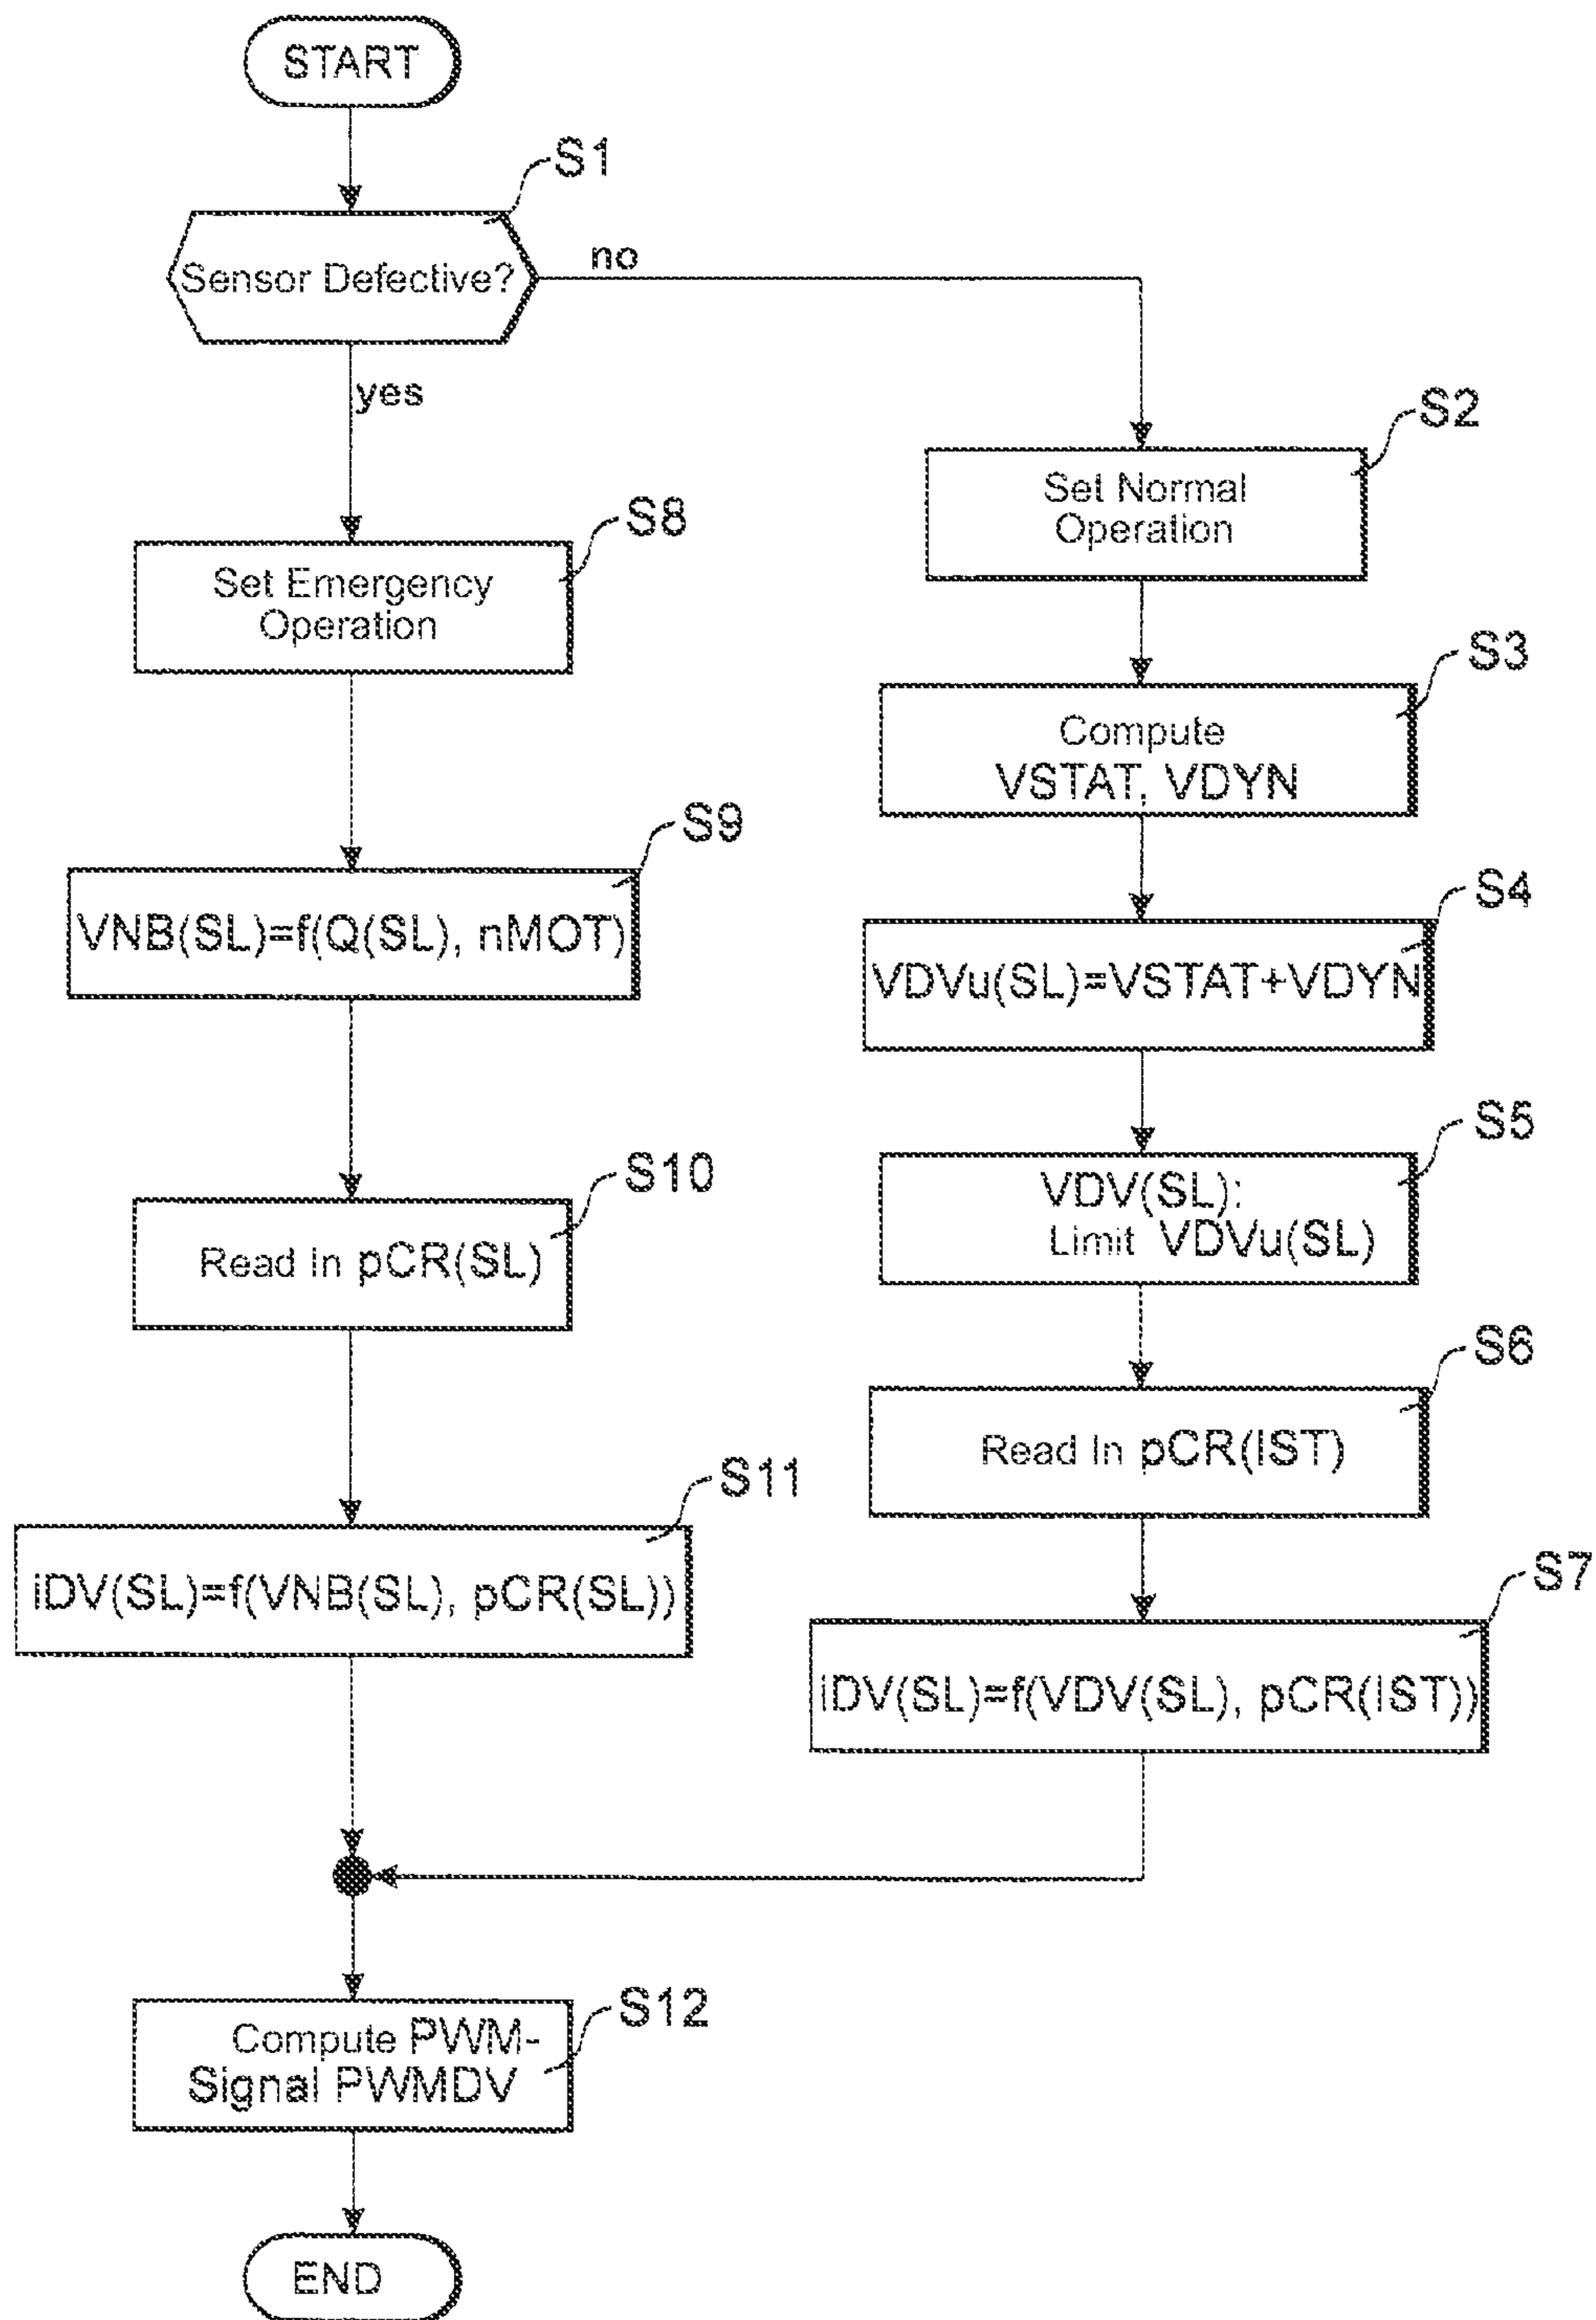 START
S1
Sensor Defective?
no
yes
S2
Set Normal
Operation
S8
Set Emergency
Operation
S3
Compute
VSTAT, VDYN
S9
VNB(SL)=f(Q(SL), nMOT)
S4
VDVu(SL)=VSTAT+VDYN
S5
VDV(SL):
Limit VDVu(SL)
S10
Read In pCR(SL)
S6
Read In pCR(IST)
S11
iDV(SL)=f(VNB(SL), pCR(SL))
S7
iDV(SL)=f(VDV(SL), pCR(IST))
S12
Compute PWM-
Signal PWMDV
END